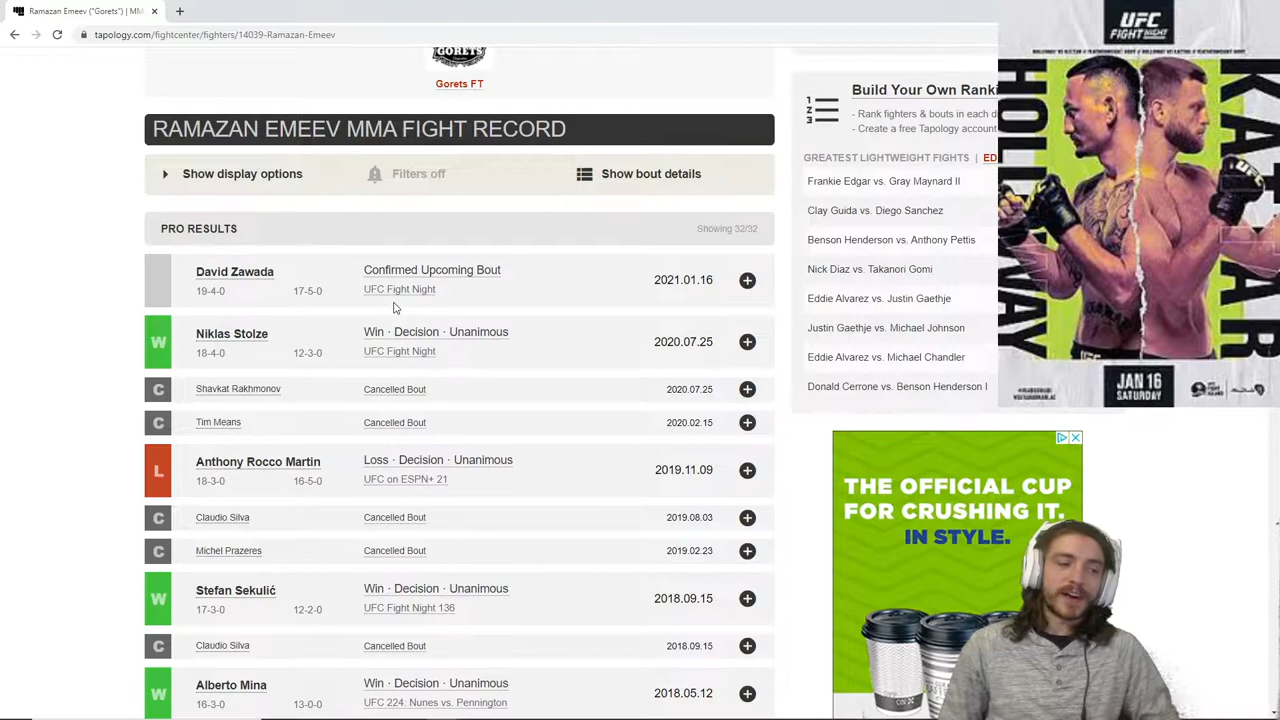 Ramazan Emeev ("Gorets") | MM
tapology.com/fightcenter/fighters/14039-Ramazan-Emeev
GORETS
Gorets FT
RAMAZAN EMEEV MMA FIGHT RECORD
Show display options
Filters off
Show bout details
PRO RESULTS
Showing 32/32
David Zawada
Confirmed Upcoming Bout
2021.01.16
19-4-0
17-5-0
UFC Fight Night
W
Niklas Stolze
Win · Decision · Unanimous
2020.07.25
18-4-0
12-3-0
UFC Fight Night
C
Shavkat Rakhmonov
Cancelled Bout
2020.07.25
C
Tim Means
Cancelled Bout
2020.02.15
L
Anthony Rocco Martin
Loss · Decision · Unanimous
2019.11.09
18-3-0
16-5-0
UFC on ESPN+ 21
C
Claudio Silva
Cancelled Bout
2019.08.03
C
Michel Prazeres
Cancelled Bout
2019.02.23
W
Stefan Sekulić
Win · Decision · Unanimous
2018.09.15
17-3-0
12-2-0
UFC Fight Night 136
C
Claudio Silva
Cancelled Bout
2018.09.15
W
Alberto Mina
Win · Decision · Unanimous
2018.05.12
16-3-0
13-0-0
UFC 224. Nunes vs. Pennington
1
2
3
Build Your Own Ranki
- Rank fighters & bouts in each d
- Create a free Tapology account
GREATEST LIGHTWEIGHT FIGHTS | ED
Frankie Edgar vs. Gray Maynard II
Clay Guida vs. Diego Sanchez
Benson Henderson vs. Anthony Pettis
Nick Diaz vs. Takanori Gomi
Eddie Alvarez vs. Justin Gaethje
Justin Gaethje vs. Michael Johnson
Eddie Alvarez vs. Michael Chandler
Donald Cerrone vs. Benson Henderson I
UFC
FIGHT NIGHT
HOLLOWAY
KATTAR
JAN 16
SATURDAY
THE OFFICIAL CUP
FOR CRUSHING IT.
IN STYLE.